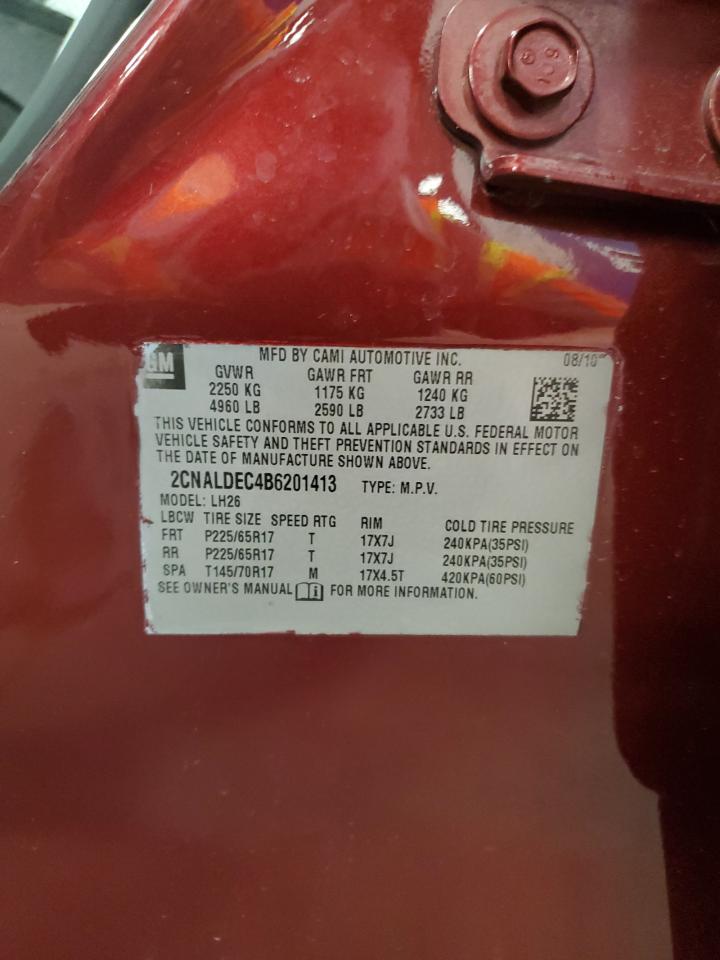 GM
MFD BY CAMI AUTOMOTIVE INC. 08/10
GVWR GAWR FRT GAWR RR
2250 KG 1175 KG 1240 KG
4960 LB 2590 LB 2733 LB
THIS VEHICLE CONFORMS TO ALL APPLICABLE U.S. FEDERAL MOTOR
VEHICLE SAFETY AND THEFT PREVENTION STANDARDS IN EFFECT ON
THE DATE OF MANUFACTURE SHOWN ABOVE.
2CNALDEC4B6201413 TYPE: M.P.V.
MODEL: LH26
LBCW TIRE SIZE SPEED RTG RIM COLD TIRE PRESSURE
FRT P225/65R17 T 17X7J 240KPA(35PSI)
RR P225/65R17 T 17X7J 240KPA(35PSI)
SPA T145/70R17 M 17X4.5T 420KPA(60PSI)
SEE OWNER'S MANUAL FOR MORE INFORMATION.